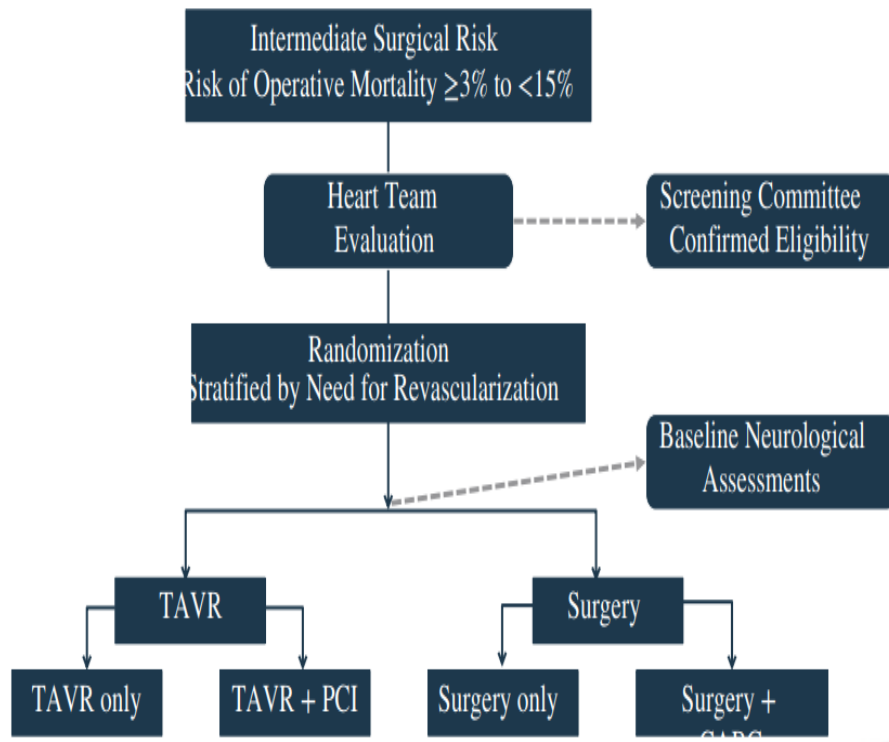 Intermediate Surgical Risk
Risk of Operative Mortality ≥3% to <15%
Heart Team
Evaluation
Screening Committee
Confirmed Eligibility
Randomization
Stratified by Need for Revascularization
Baseline Neurological
Assessments
TAVR
Surgery
TAVR only
TAVR + PCI
Surgery only
Surgery +